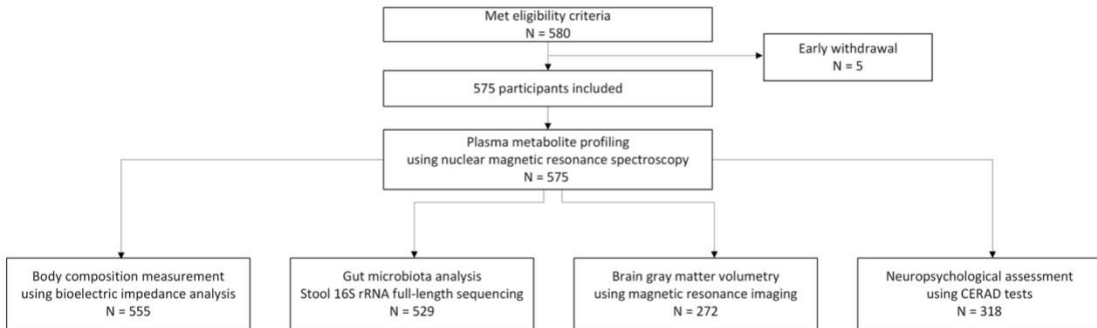 Met eligibility criteria
N = 580
Early withdrawal
N = 5
575 participants included
Plasma metabolite profiling
using nuclear magnetic resonance spectroscopy
N = 575
Body composition measurement
using bioelectric impedance analysis
N = 555
Gut microbiota analysis
Stool 16S rRNA full-length sequencing
N = 529
Brain gray matter volumetry
using magnetic resonance imaging
N = 272
Neuropsychological assessment
using CERAD tests
N = 318